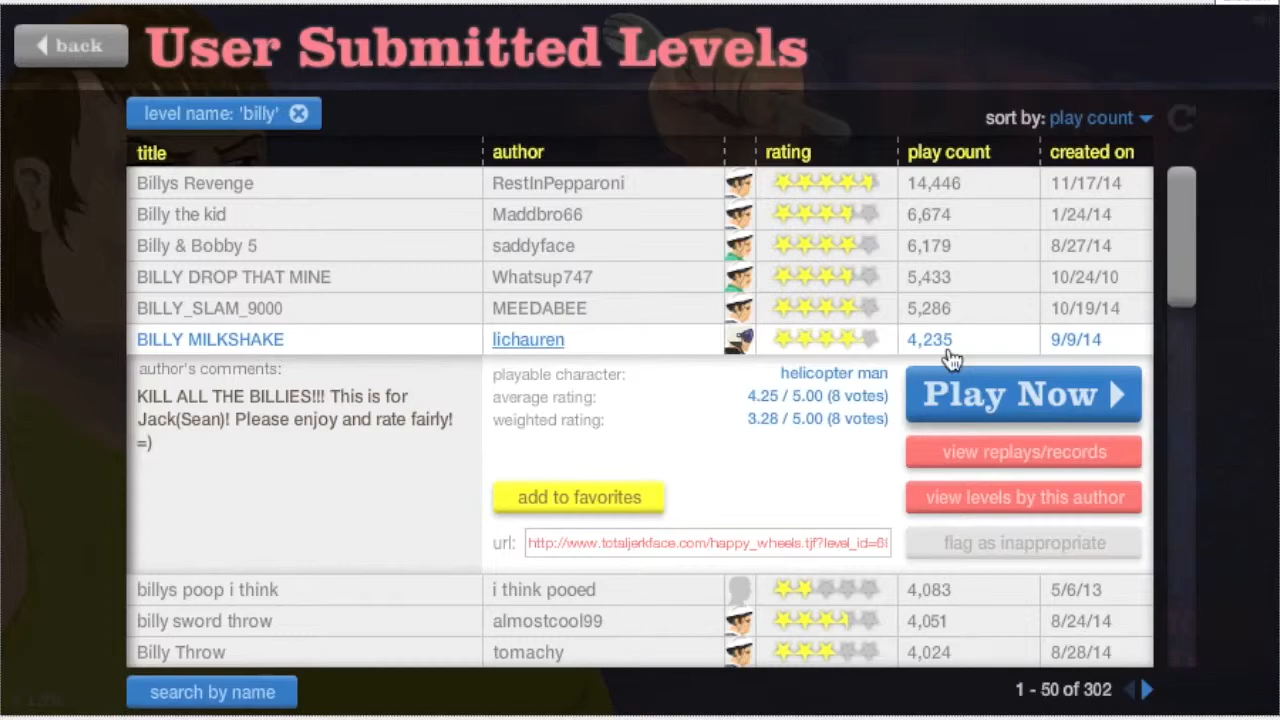 back
User Submitted Levels
level name: 'billy'
sort by: play count
title author rating play count created on
Billys Revenge RestInPepparoni 14,446 11/17/14
Billy the kid Maddbro66 6,674 1/24/14
Billy & Bobby 5 saddyface 6,179 8/27/14
BILLY DROP THAT MINE Whatsup747 5,433 10/24/10
BILLY_SLAM_9000 MEEDABEE 5,286 10/19/14
BILLY MILKSHAKE lichauren 4,235 9/9/14
author's comments:
KILL ALL THE BILLIES!!! This is for
Jack(Sean)! Please enjoy and rate fairly!
=)
playable character: helicopter man
average rating: 4.25 / 5.00 (8 votes)
weighted rating: 3.28 / 5.00 (8 votes)
add to favorites
url: http://www.totaljerkface.com/happy_wheels.tjf?level_id=6
Play Now
view replays/records
view levels by this author
flag as inappropriate
billys poop i think i think pooed 4,083 5/6/13
billy sword throw almostcool99 4,051 8/24/14
Billy Throw tomachy 4,024 8/28/14
search by name
1 - 50 of 302